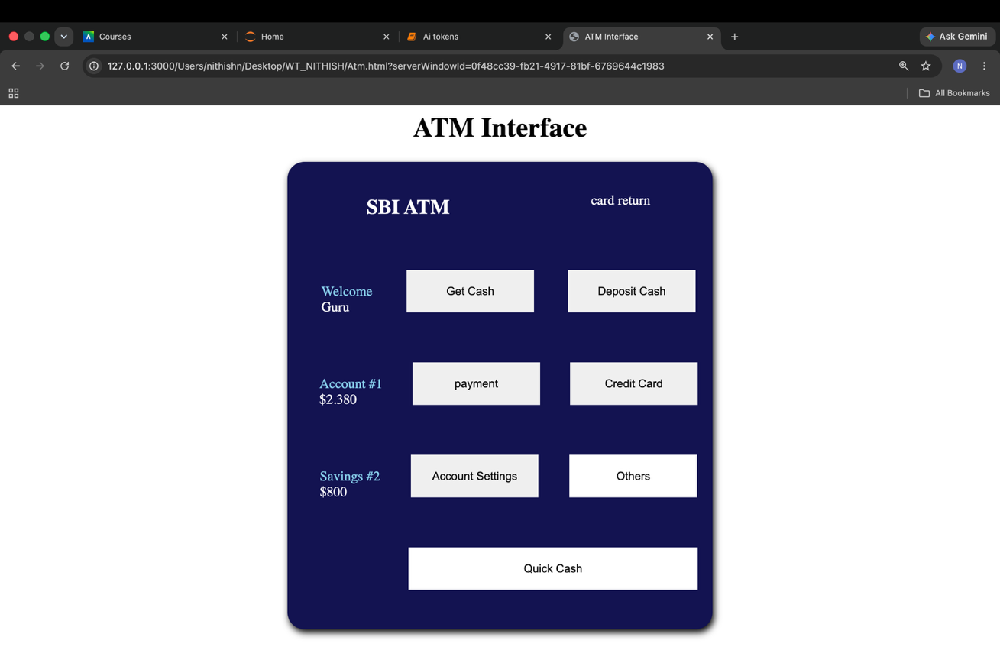 Courses
Home
Ai tokens
ATM Interface
Ask Gemini
127.0.0.1:3000/Users/nithishn/Desktop/WT_NITHISH/Atm.html?serverWindowId=0f48cc39-fb21-4917-81bf-6769644c1983
N
All Bookmarks
ATM Interface
SBI ATM
card return
Welcome
Guru
Get Cash
Deposit Cash
Account #1
$2.380
payment
Credit Card
Savings #2
$800
Account Settings
Others
Quick Cash